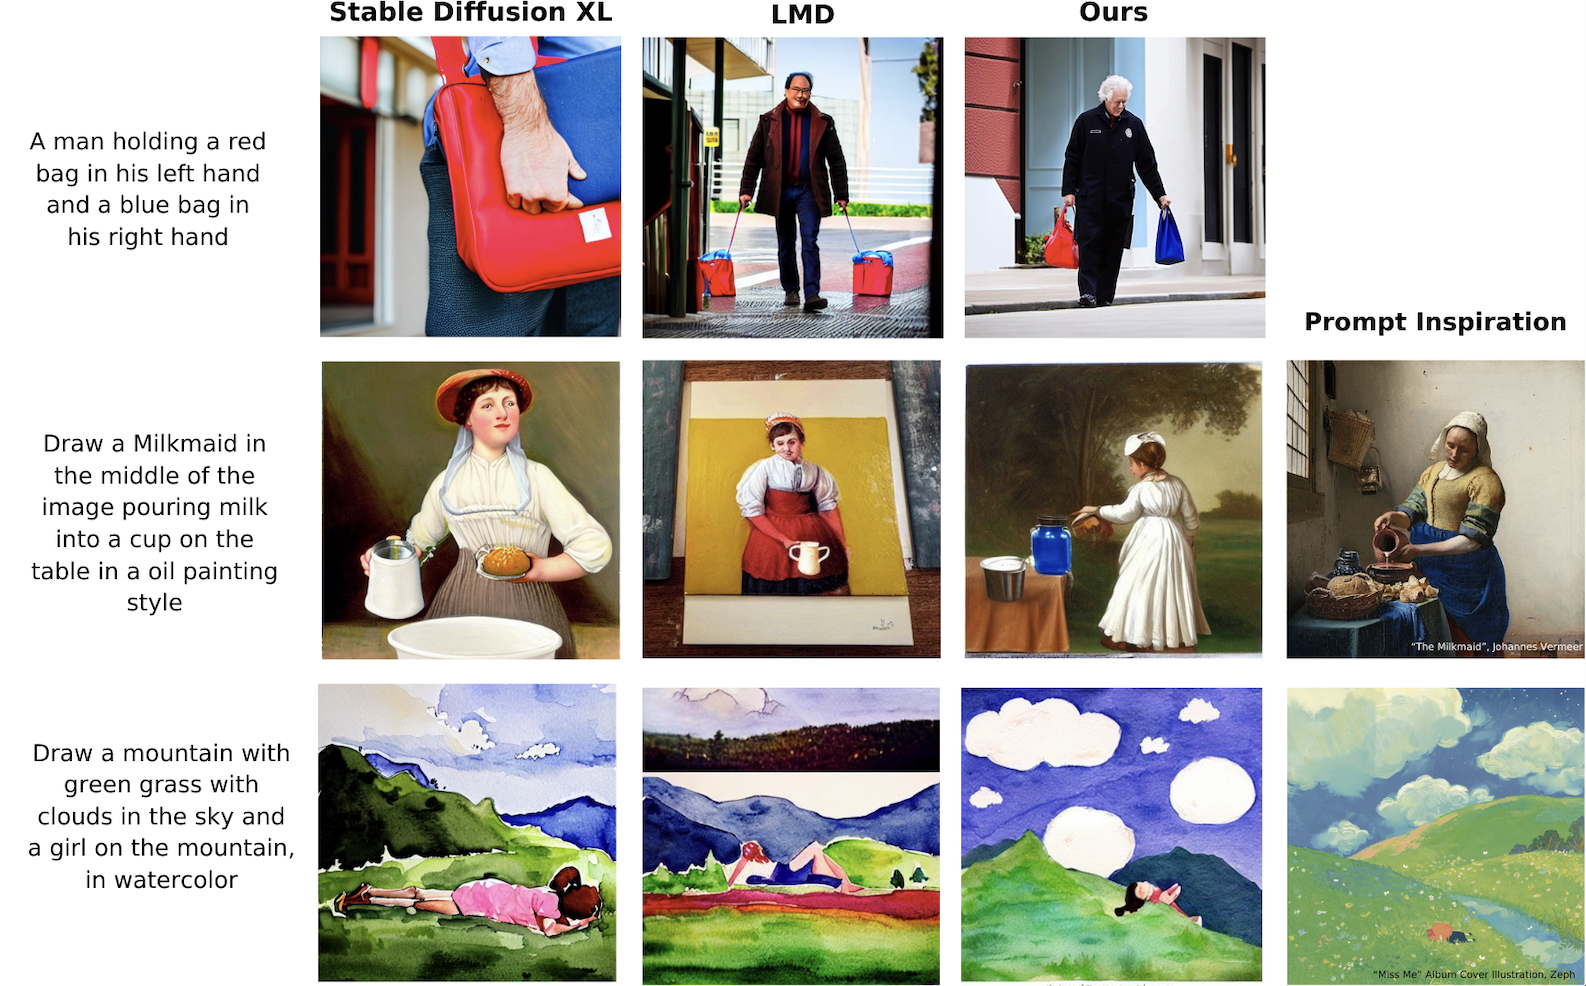 Stable Diffusion XL
LMD
Ours
A man holding a red
bag in his left hand
and a blue bag in
his right hand
Prompt Inspiration
Draw a Milkmaid in
the middle of the
image pouring milk
into a cup on the
table in a oil painting
style
"The Milkmaid", Johannes Vermeer
Draw a mountain with
green grass with
clouds in the sky and
a girl on the mountain,
in watercolor
"Miss Me" Album Cover Illustration, Zeph